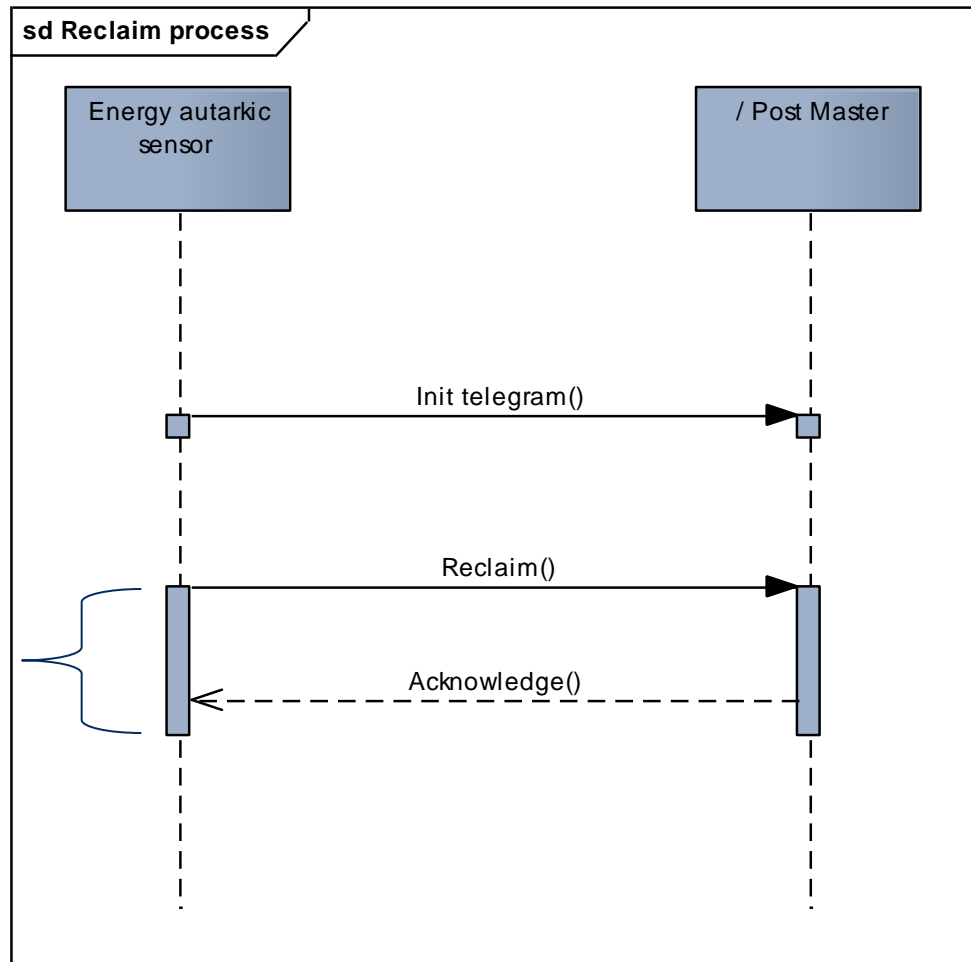 sd Reclaim process
Energy autarkic
sensor
/ Post Master
Init telegram()
Reclaim()
Acknowledge()